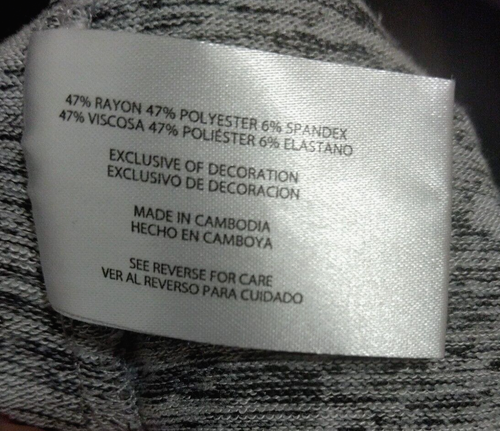 47% RAYON 47% POLYESTER 6% SPANDEX
47% VISCOSA 47% POLIÉSTER 6% ELASTANO
EXCLUSIVE OF DECORATION
EXCLUSIVO DE DECORACION
MADE IN CAMBODIA
HECHO EN CAMBOYA
SEE REVERSE FOR CARE
VER AL REVERSO PARA CUIDADO